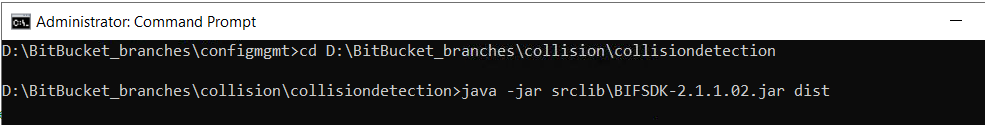 Administrator: Command Prompt
D:\BitBucket_branches\configmgmt>cd D:\BitBucket_branches\collision\collisiondetection
D:\BitBucket_branches\collision\collisiondetection>java -jar srclib\BIFSDK-2.1.1.02.jar dist